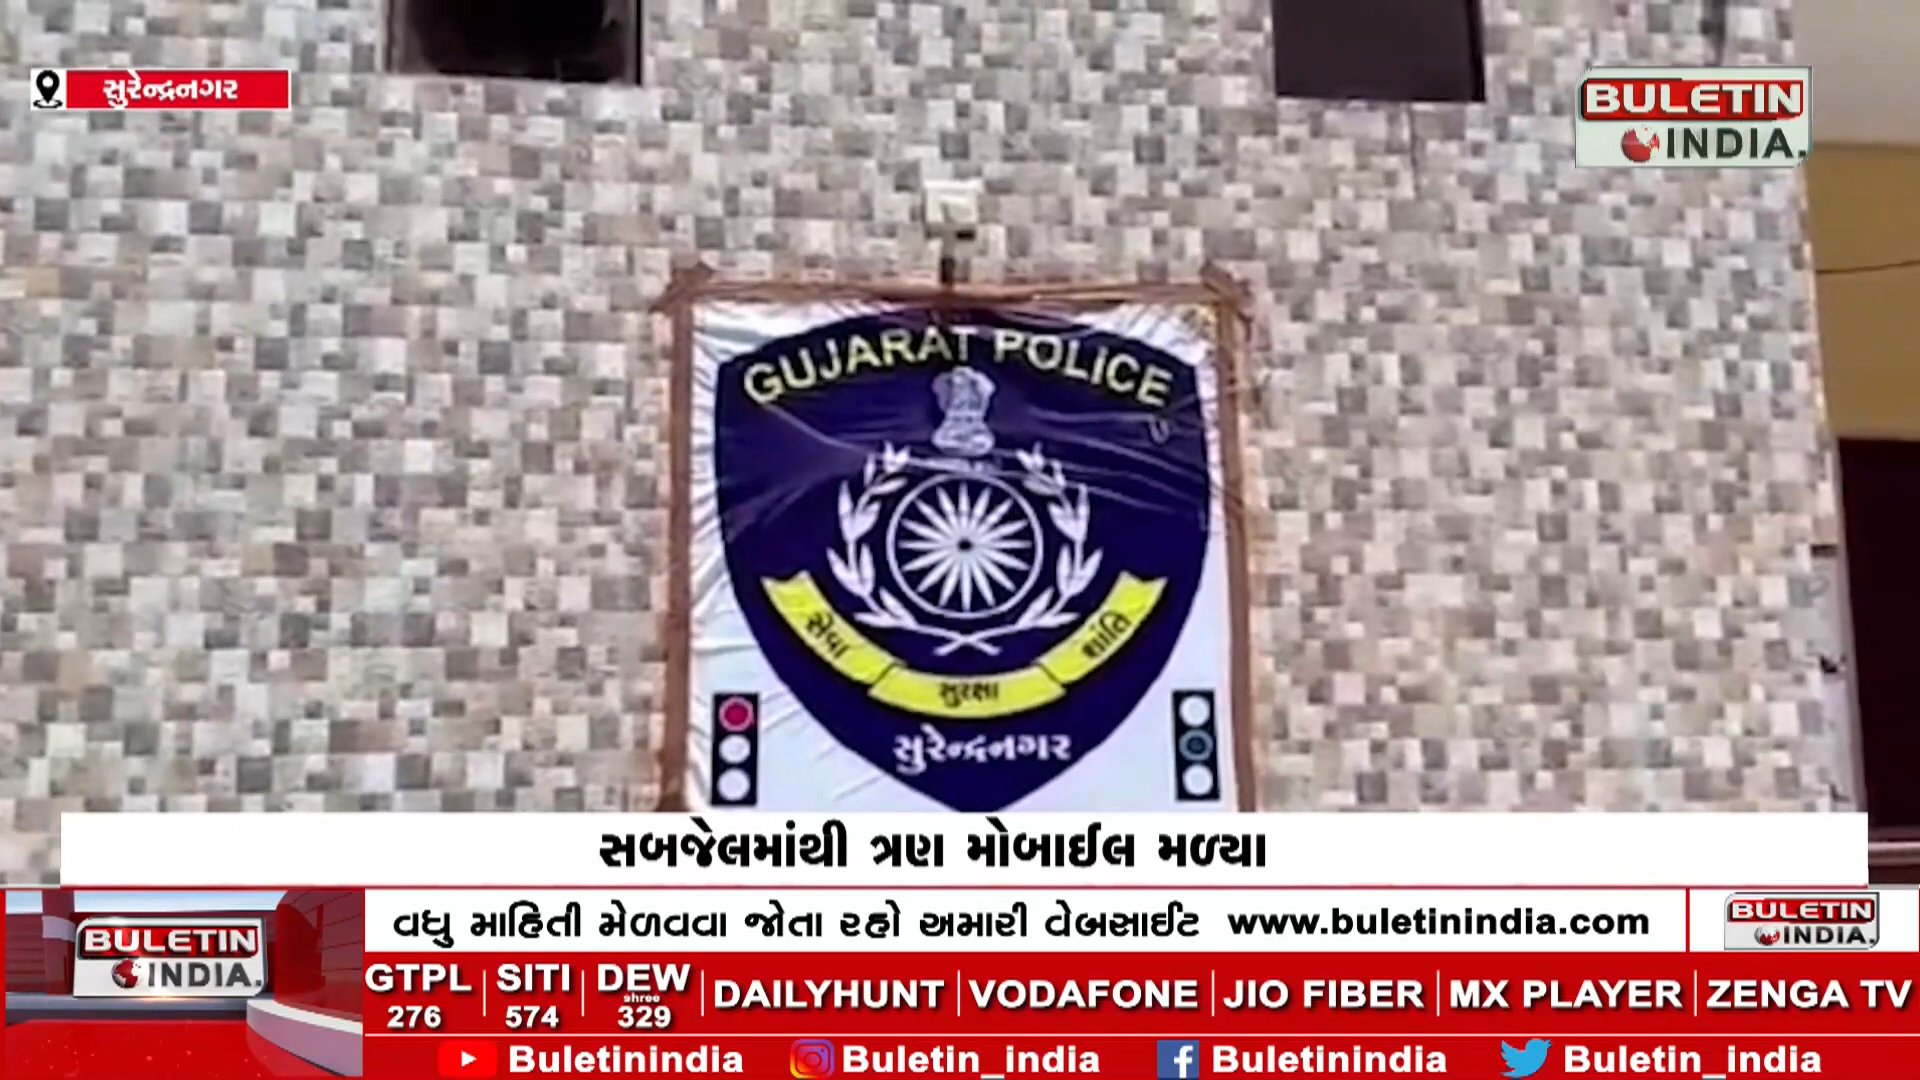 સુરેન્દ્રનગર
BULETIN
INDIA.
GUJARAT POLICE
સેવા સુરક્ષા શાંતિ
સુરેન્દ્રનગર
સબજેલમાંથી ત્રણ મોબાઈલ મળ્યા
BULETIN
INDIA.
વધુ માહિતી મેળવવા જોતા રહો અમારી વેબસાઈટ www.buletinindia.com
BULETIN
INDIA.
GTPL 276 | SITI 574 | DEW shree 329 | DAILYHUNT | VODAFONE | JIO FIBER | MX PLAYER | ZENGA TV
Buletinindia Buletin_india Buletinindia Buletin_india